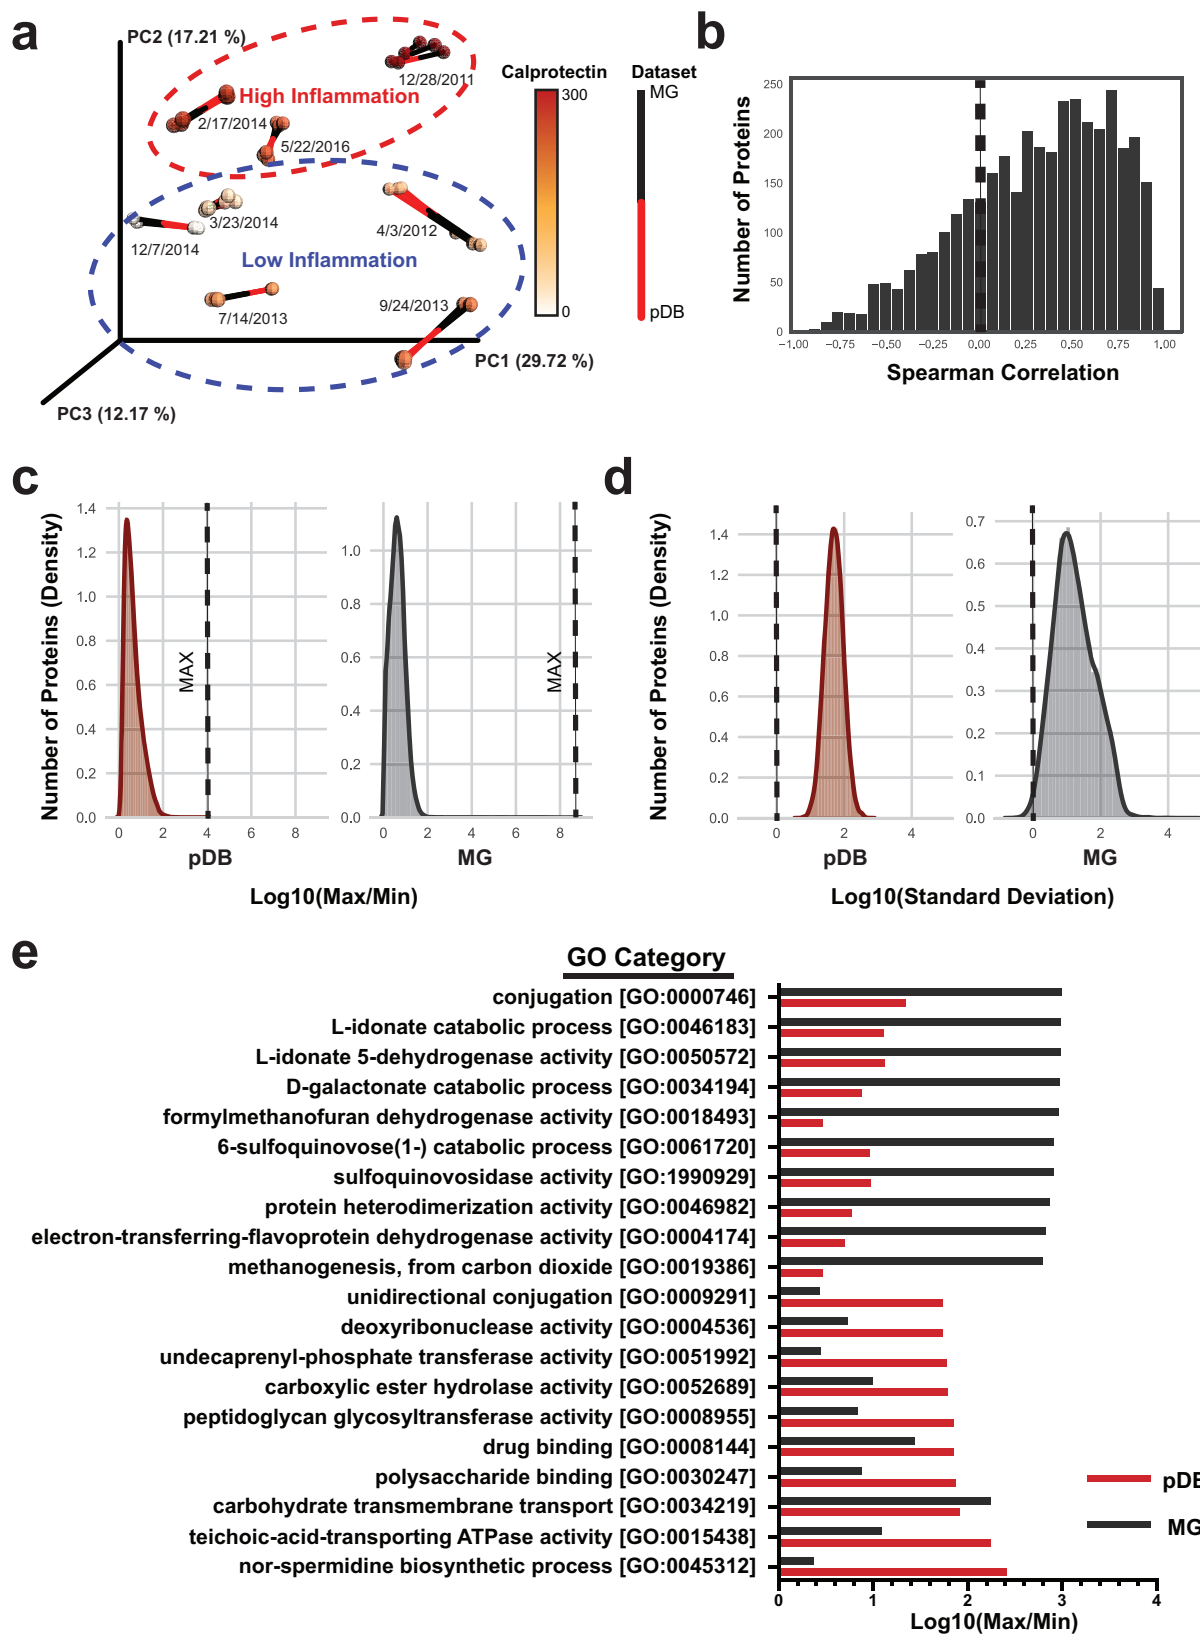 a
PC2 (17.21 %)
12/28/2011
High Inflammation
2/17/2014
5/22/2016
3/23/2014
12/7/2014
4/3/2012
Low Inflammation
7/14/2013
9/24/2013
PC1 (29.72 %)
PC3 (12.17 %)
Calprotectin
300
0
Dataset
MG
pDB
b
Number of Proteins
250
200
150
100
50
0
−1.00 −0.75 −0.50 −0.25 0.00 0.25 0.50 0.75 1.00
Spearman Correlation
c
Number of Proteins (Density)
1.4
1.2
1.0
0.8
0.6
0.4
0.2
0.0
MAX
0 2 4 6 8
pDB
1.0
0.8
0.6
0.4
0.2
0.0
MAX
0 2 4 6 8
MG
Log10(Max/Min)
d
Number of Proteins (Density)
1.4
1.2
1.0
0.8
0.6
0.4
0.2
0.0
0 2 4
pDB
0.7
0.6
0.5
0.4
0.3
0.2
0.1
0.0
0 2 4
MG
Log10(Standard Deviation)
e
GO Category
conjugation [GO:0000746]
L-idonate catabolic process [GO:0046183]
L-idonate 5-dehydrogenase activity [GO:0050572]
D-galactonate catabolic process [GO:0034194]
formylmethanofuran dehydrogenase activity [GO:0018493]
6-sulfoquinovose(1-) catabolic process [GO:0061720]
sulfoquinovosidase activity [GO:1990929]
protein heterodimerization activity [GO:0046982]
electron-transferring-flavoprotein dehydrogenase activity [GO:0004174]
methanogenesis, from carbon dioxide [GO:0019386]
unidirectional conjugation [GO:0009291]
deoxyribonuclease activity [GO:0004536]
undecaprenyl-phosphate transferase activity [GO:0051992]
carboxylic ester hydrolase activity [GO:0052689]
peptidoglycan glycosyltransferase activity [GO:0008955]
drug binding [GO:0008144]
polysaccharide binding [GO:0030247]
carbohydrate transmembrane transport [GO:0034219]
teichoic-acid-transporting ATPase activity [GO:0015438]
nor-spermidine biosynthetic process [GO:0045312]
pDB
MG
0 1 2 3 4
Log10(Max/Min)